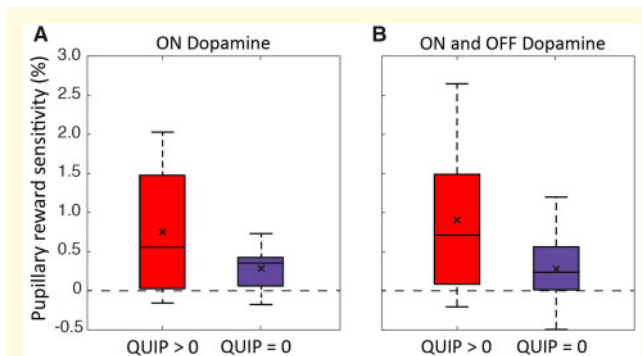 A
ON Dopamine
B
ON and OFF Dopamine
Pupillary reward sensitivity (%)
3.0
2.5
2.0
1.5
1.0
0.5
0
-0.5
QUIP > 0
QUIP = 0
QUIP > 0
QUIP = 0